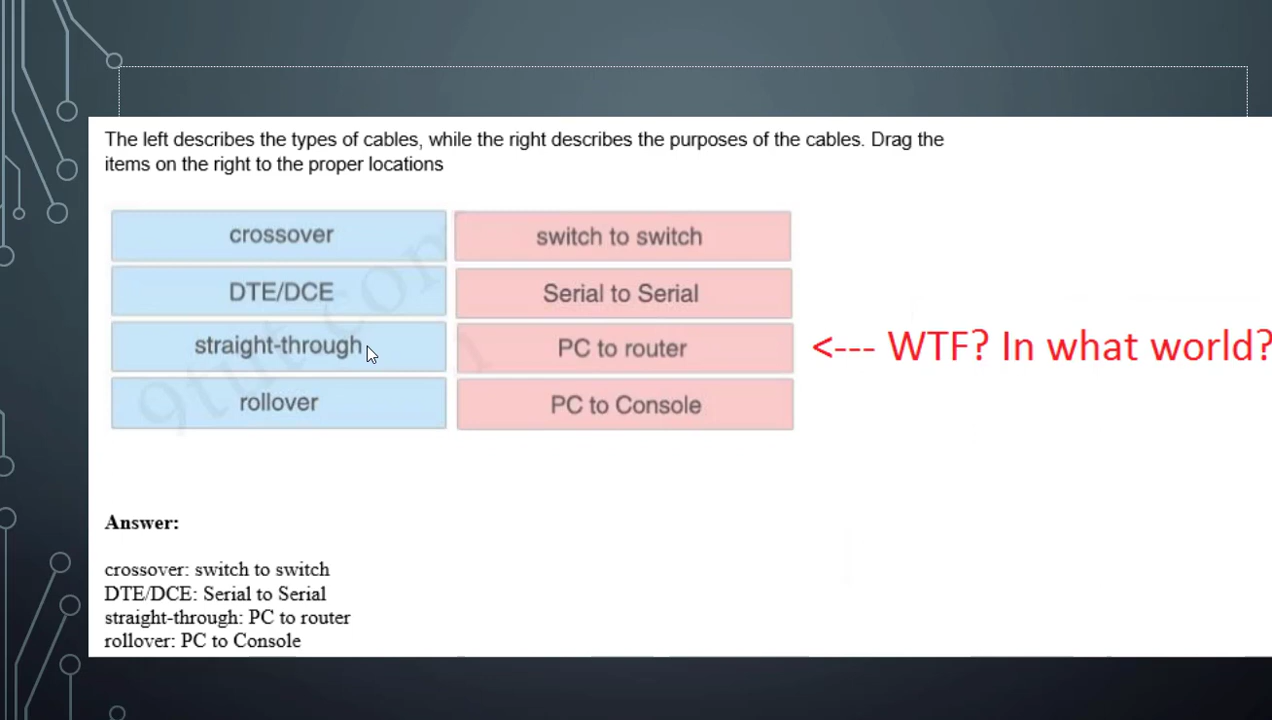 The left describes the types of cables, while the right describes the purposes of the cables. Drag the
items on the right to the proper locations
crossover switch to switch
DTE/DCE Serial to Serial
straight-through PC to router <--- WTF? In what world?
rollover PC to Console
9tut.com
Answer:
crossover: switch to switch
DTE/DCE: Serial to Serial
straight-through: PC to router
rollover: PC to Console